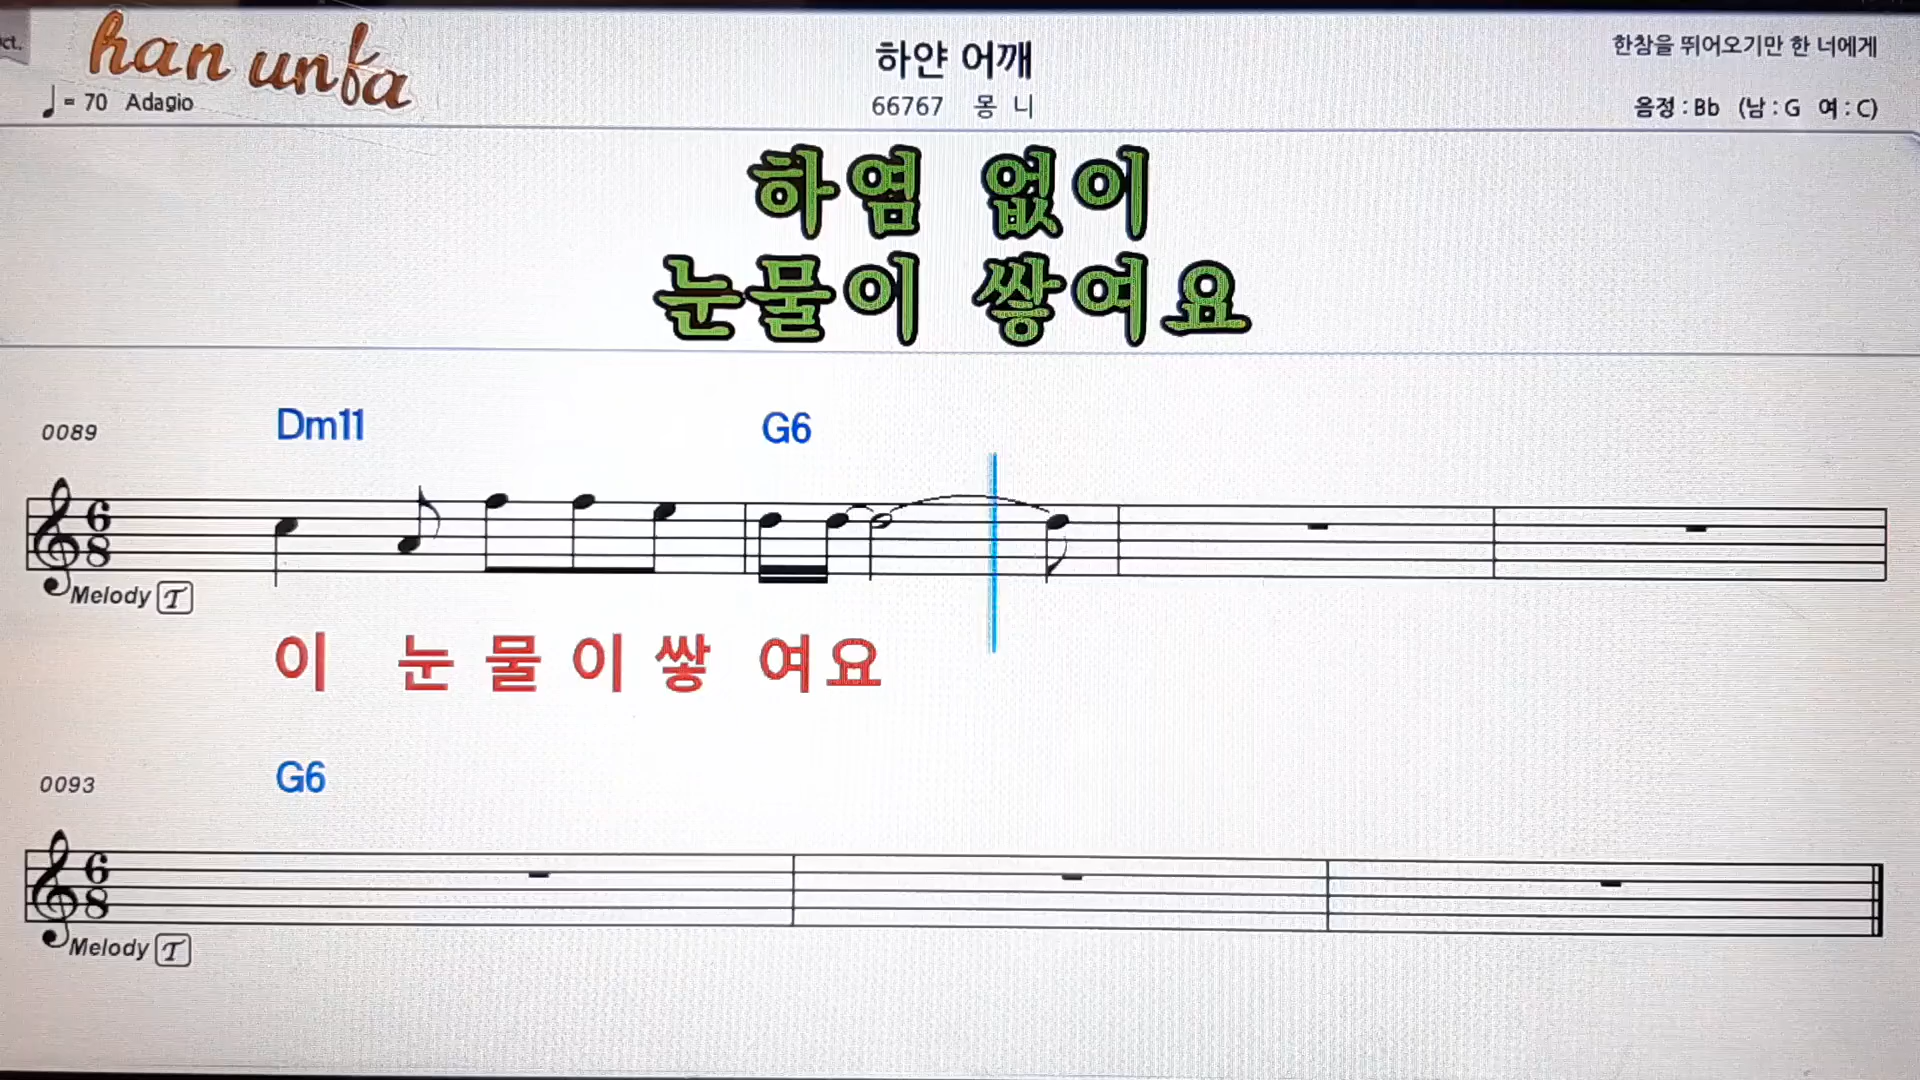 ct.
han unfa
하얀 어깨
한참을 뛰어오기만 한 너에게
♩= 70 Adagio
66767 몽 니
음정 : Bb (남 : G 여 : C)
하염 없이
눈물이 쌓여요
0089 Dm11 G6
6
8
Melody T
이 눈 물 이 쌓 여 요
0093 G6
6
8
Melody T